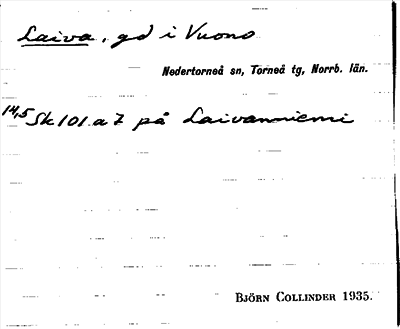 Laiva, gd i Vuono
Nedertorneå sn, Torneå tg, Norrb. län.
14,5 Sk 101 a 7 på Laivanniemi
BJÖRN COLLINDER 1935.